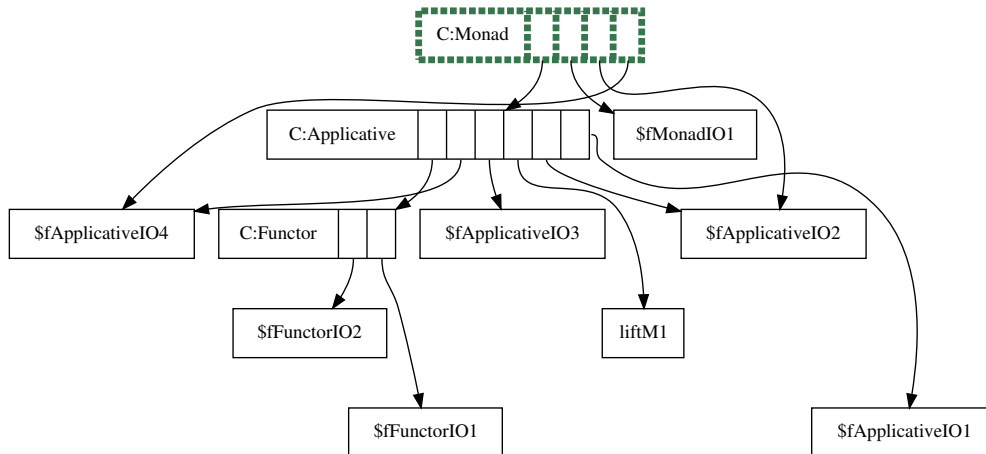 C:Monad
C:Applicative
$fMonadIO1
$fApplicativeIO4
C:Functor
$fApplicativeIO3
$fApplicativeIO2
$fFunctorIO2
liftM1
$fFunctorIO1
$fApplicativeIO1